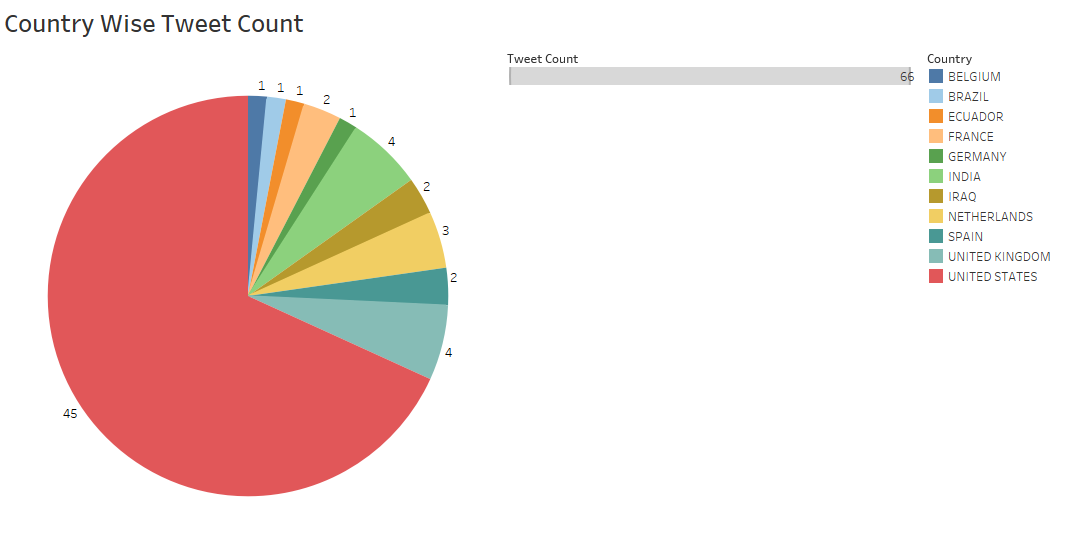 Country Wise Tweet Count
Tweet Count
66
Country
BELGIUM
BRAZIL
ECUADOR
FRANCE
GERMANY
INDIA
IRAQ
NETHERLANDS
SPAIN
UNITED KINGDOM
UNITED STATES
1
1
1
2
1
4
2
3
2
4
45